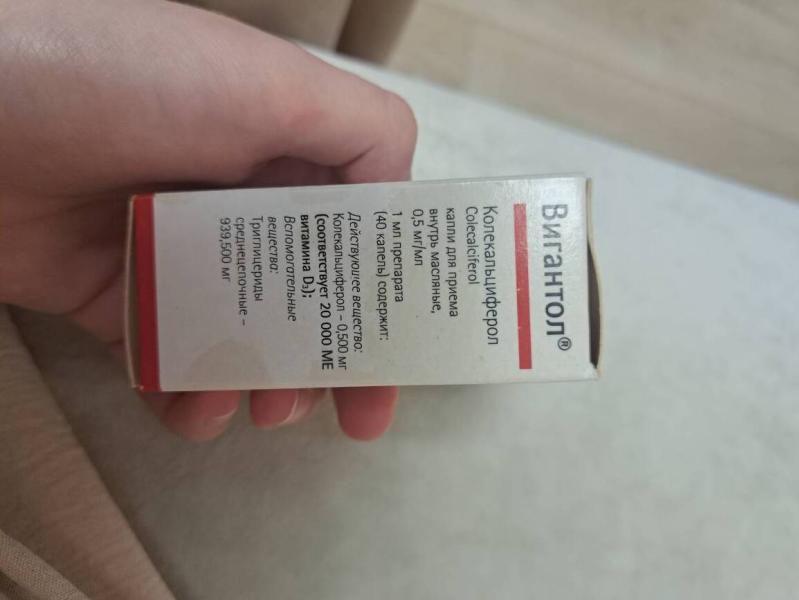 Вигантол®
Колекальциферол
Colecalciferol
капли для приема
внутрь масляные,
0,5 мг/мл
1 мл препарата
(40 капель) содержит:
Действующее вещество:
Колекальциферол – 0,500 мг
(соответствует 20 000 МЕ
витамина D₃);
Вспомогательные
вещества:
Триглицериды
среднецепочные –
939,500 мг